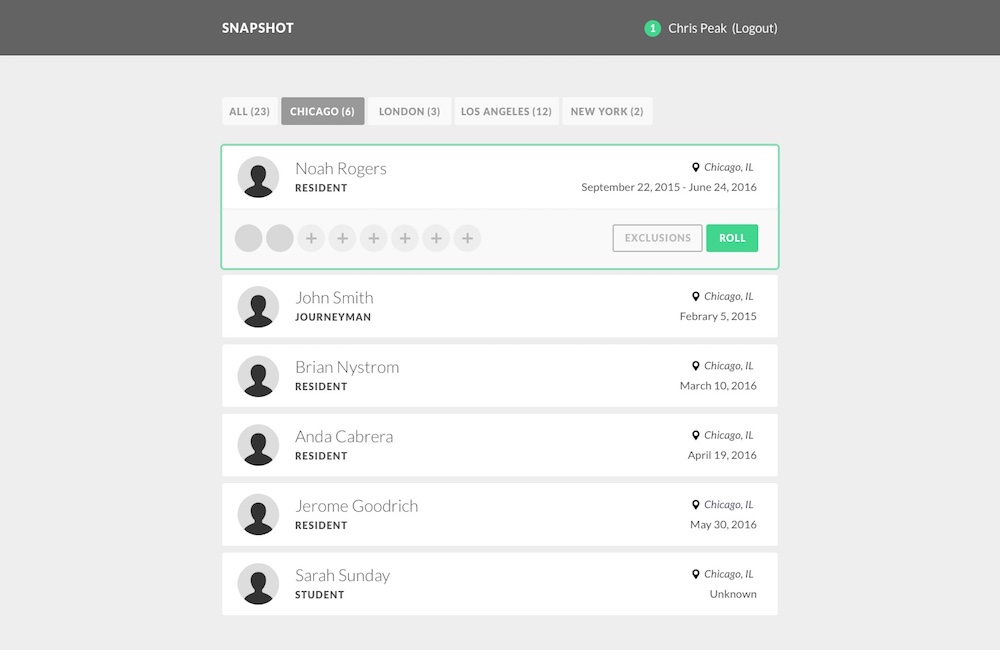 SNAPSHOT
1 Chris Peak (Logout)
ALL (23) CHICAGO (6) LONDON (3) LOS ANGELES (12) NEW YORK (2)
Noah Rogers Chicago, IL
RESIDENT September 22, 2015 - June 24, 2016
+ + + + + + EXCLUSIONS ROLL
John Smith Chicago, IL
JOURNEYMAN Febrary 5, 2015
Brian Nystrom Chicago, IL
RESIDENT March 10, 2016
Anda Cabrera Chicago, IL
RESIDENT April 19, 2016
Jerome Goodrich Chicago, IL
RESIDENT May 30, 2016
Sarah Sunday Chicago, IL
STUDENT Unknown